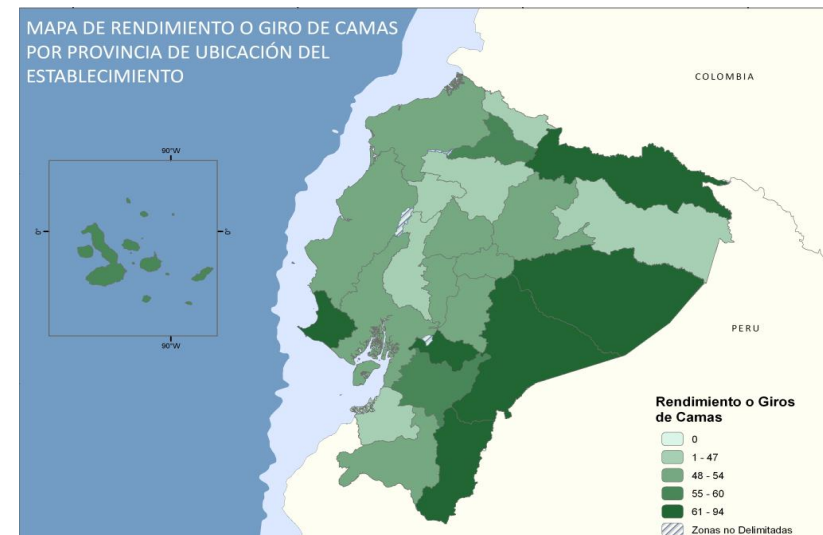 MAPA DE RENDIMIENTO O GIRO DE CAMAS
POR PROVINCIA DE UBICACIÓN DEL
ESTABLECIMIENTO
COLOMBIA
90°W
0°
0°
90°W
PERU
Rendimiento o Giros
de Camas
0
1 - 47
48 - 54
55 - 60
61 - 94
Zonas no Delimitadas